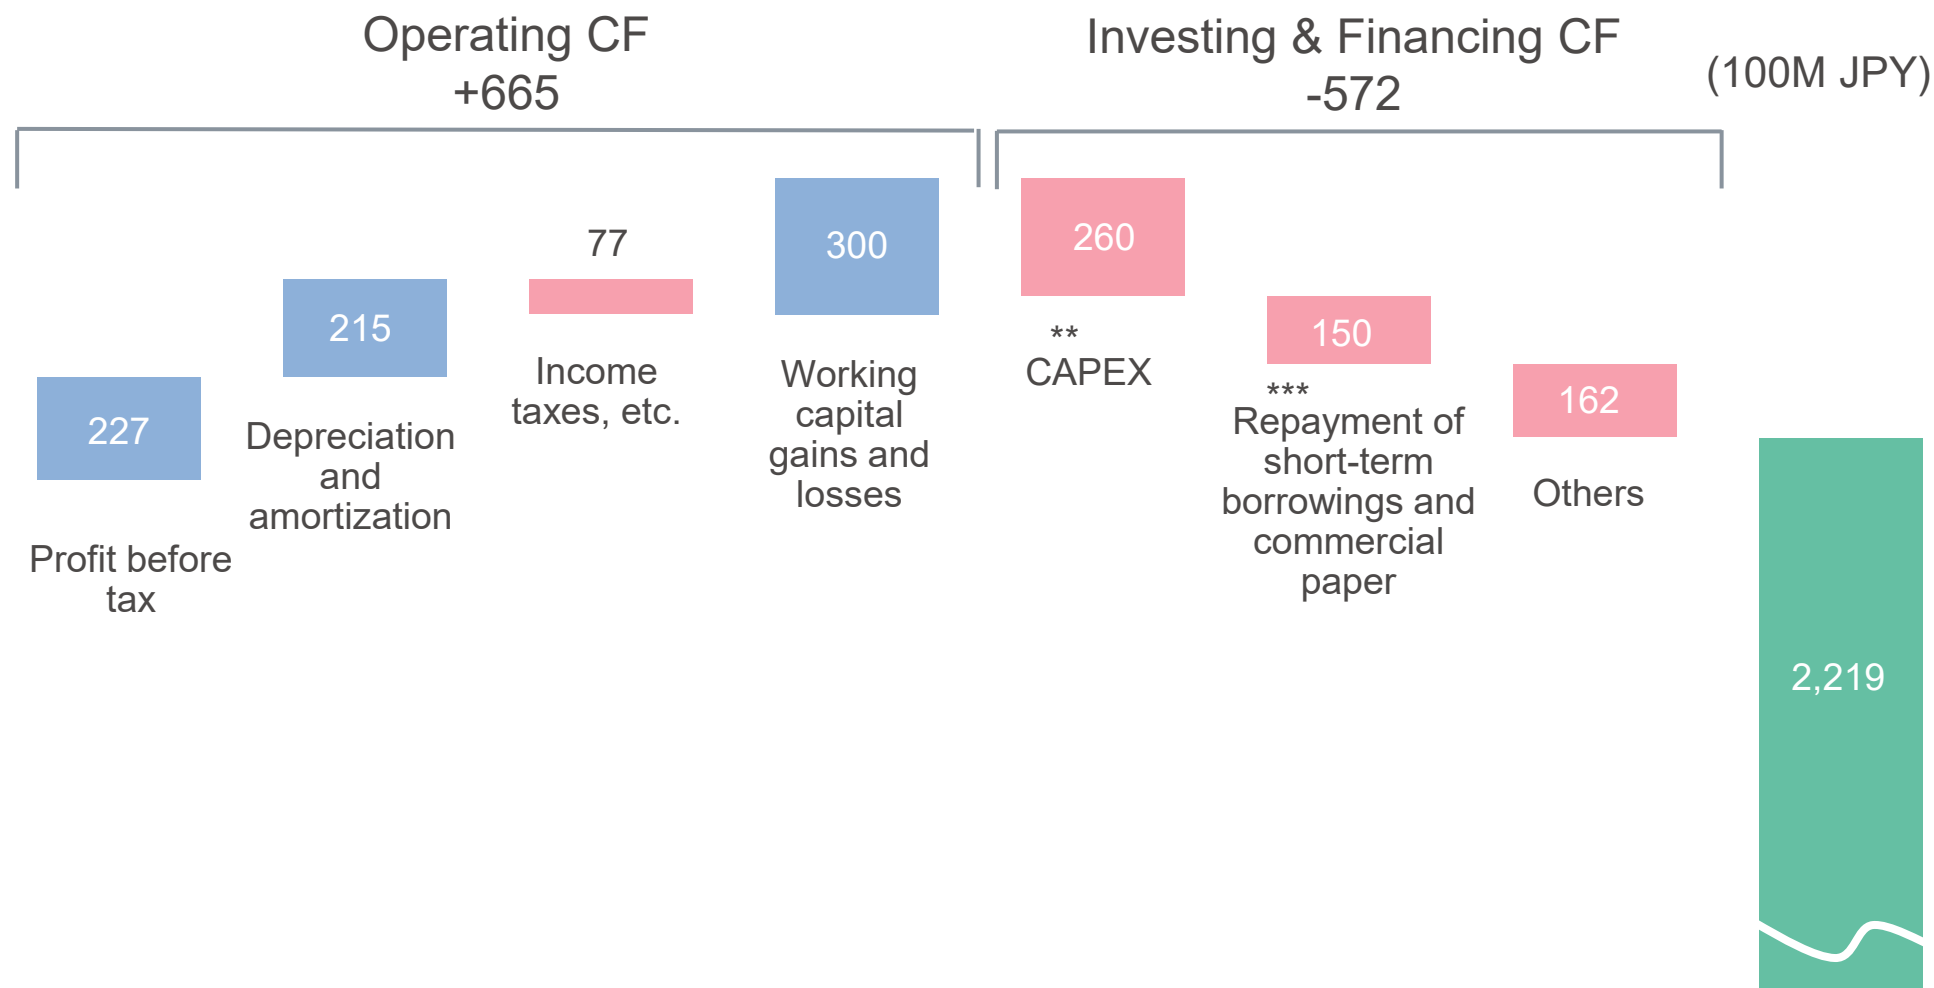 Operating CF
+665
Investing & Financing CF
-572
(100M JPY)
227
Profit before
tax
215
Depreciation
and
amortization
77
Income
taxes, etc.
300
Working
capital
gains and
losses
260
**
CAPEX
150
***
Repayment of
short-term
borrowings and
commercial
paper
162
Others
2,219